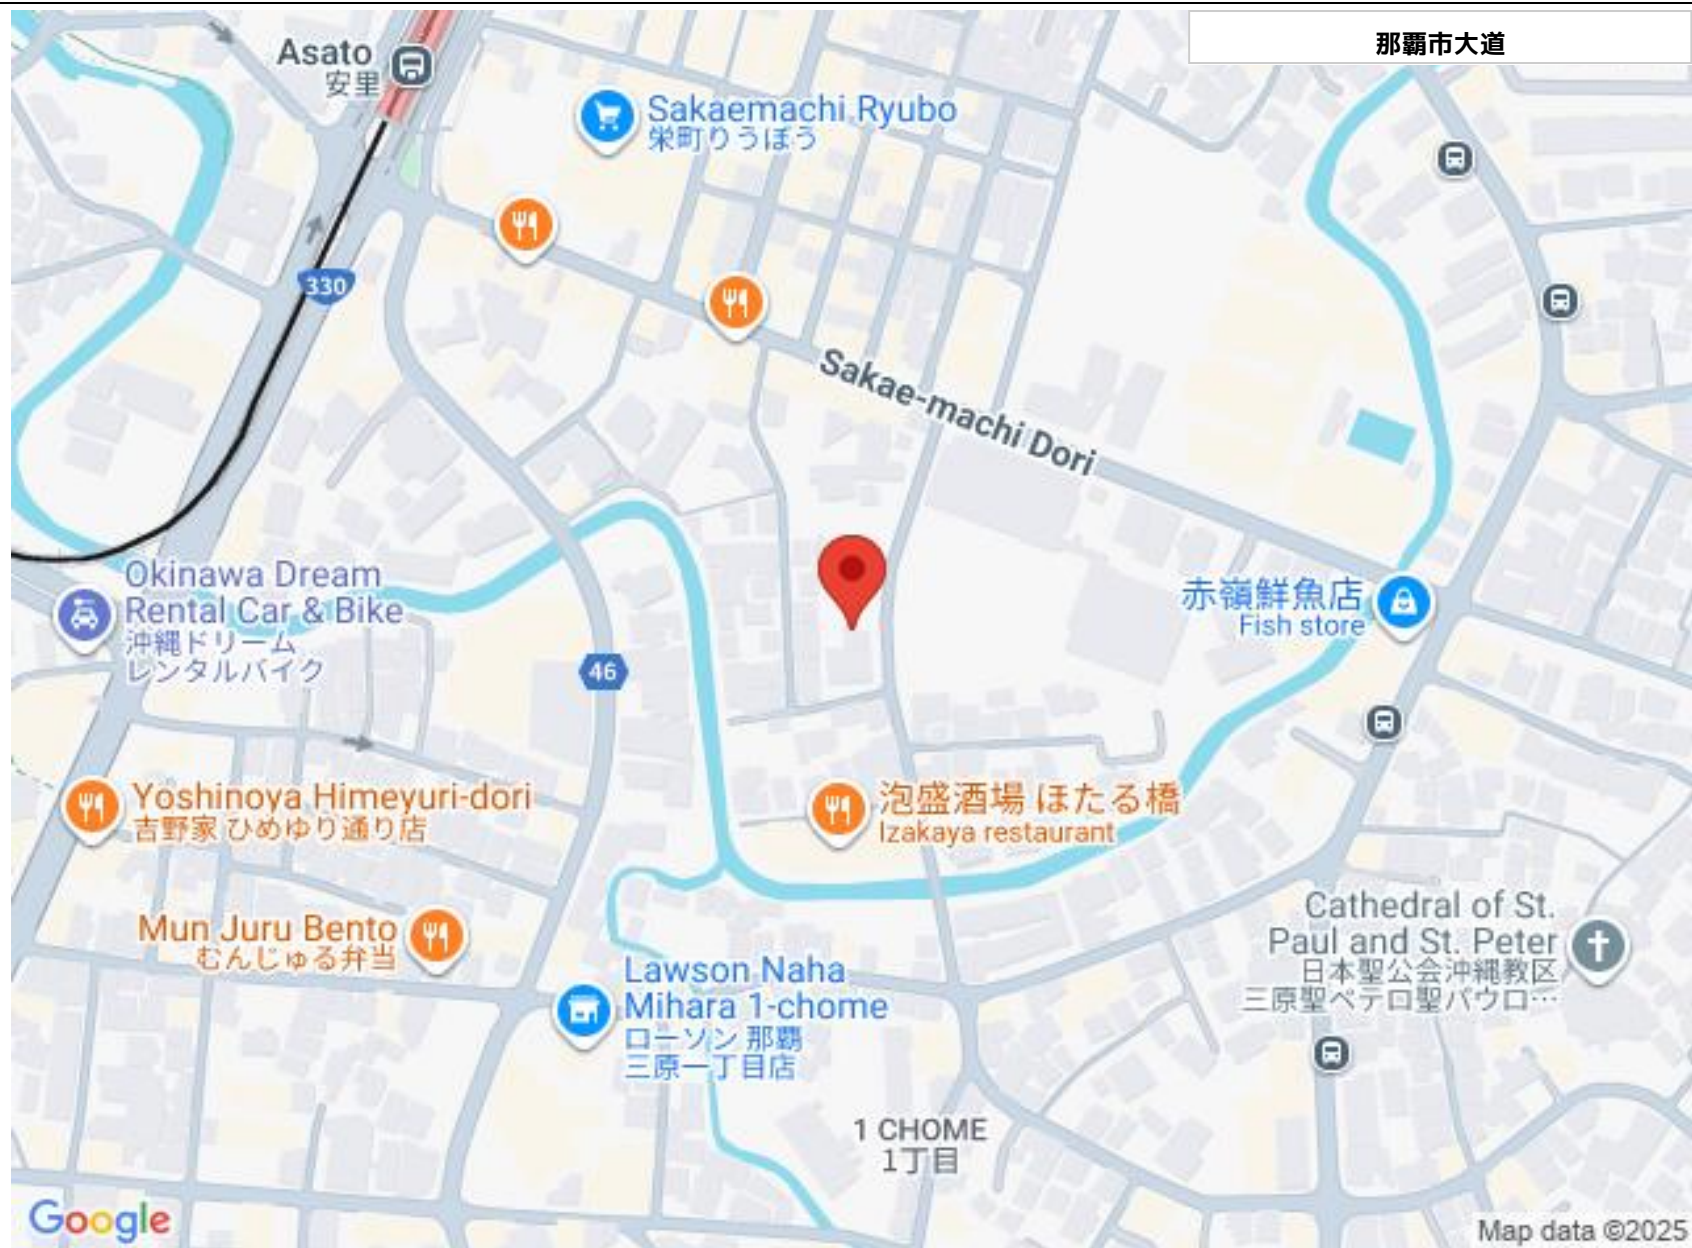 那覇市大道
Asato
安里
Sakaemachi Ryubo
栄町りうぼう
330
Sakae-machi Dori
Okinawa Dream
Rental Car & Bike
沖縄ドリーム
レンタルバイク
赤嶺鮮魚店
Fish store
46
Yoshinoya Himeyuri-dori
吉野家 ひめゆり通り店
泡盛酒場 ほたる橋
Izakaya restaurant
Mun Juru Bento
むんじゅる弁当
Cathedral of St.
Paul and St. Peter
日本聖公会沖縄教区
三原聖ペテロ聖パウロ…
Lawson Naha
Mihara 1-chome
ローソン 那覇
三原一丁目店
1 CHOME
1丁目
Google
Map data ©2025